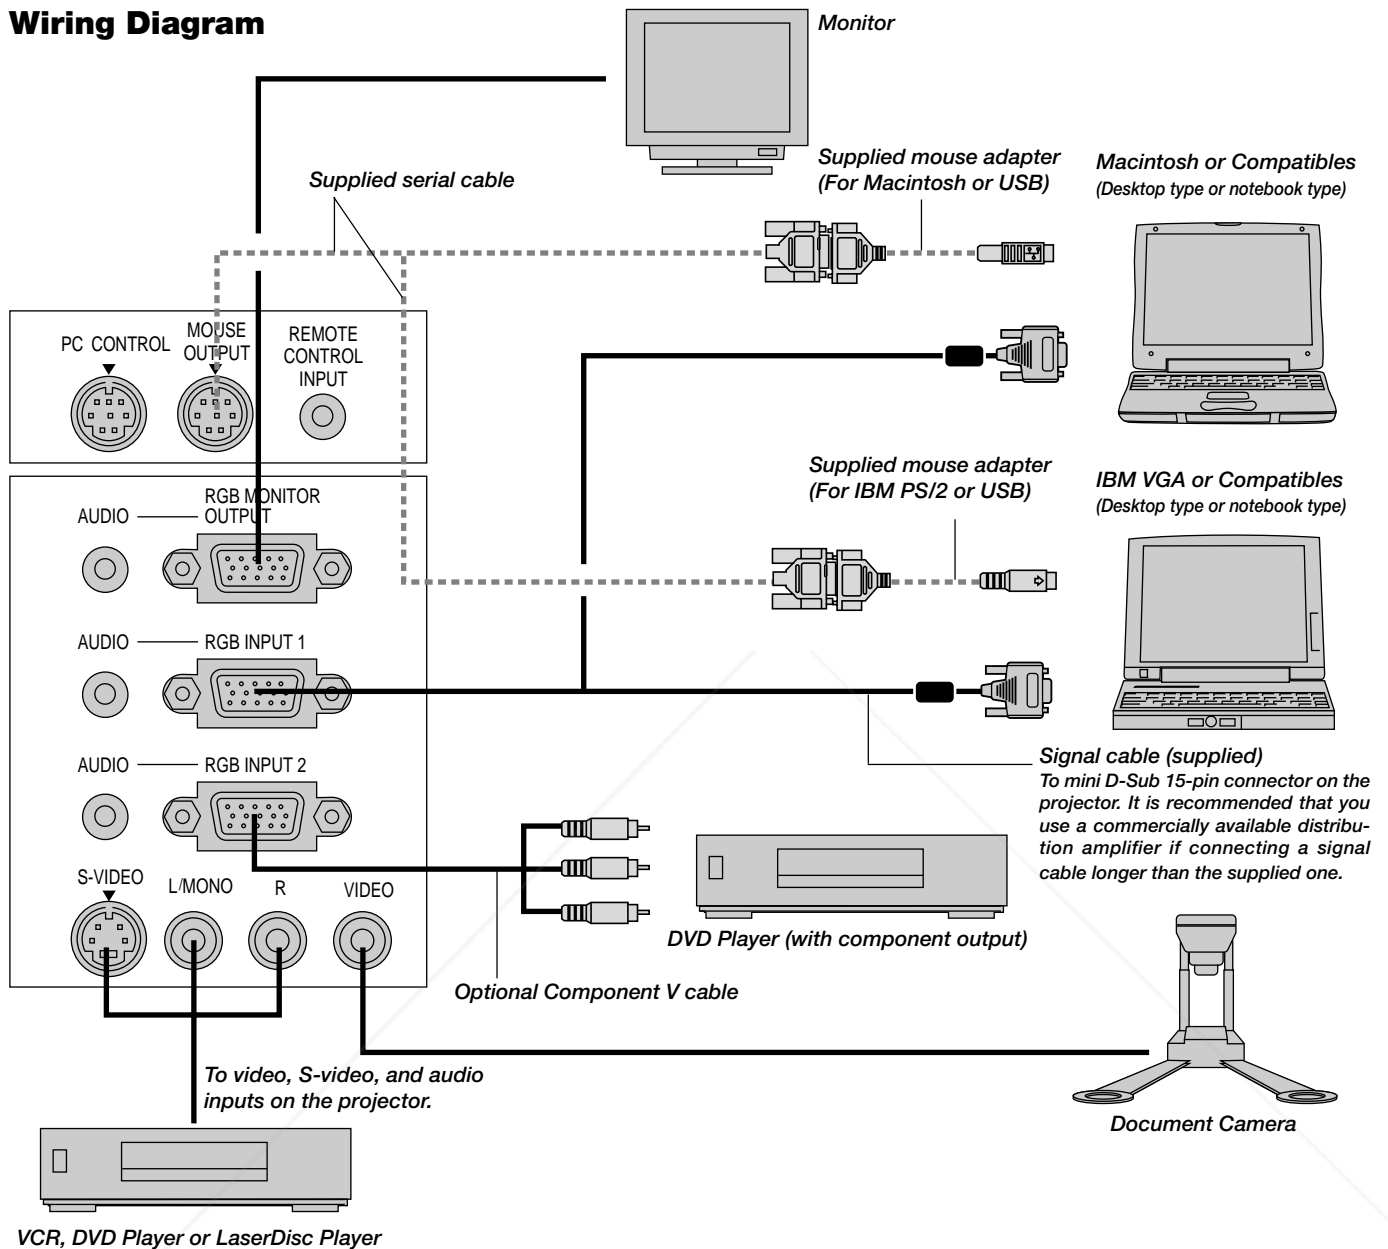 Wiring Diagram
Monitor
Supplied serial cable
Supplied mouse adapter
(For Macintosh or USB)
Macintosh or Compatibles
(Desktop type or notebook type)
PC CONTROL
MOUSE
OUTPUT
REMOTE
CONTROL
INPUT
Supplied mouse adapter
(For IBM PS/2 or USB)
IBM VGA or Compatibles
(Desktop type or notebook type)
AUDIO
RGB MONITOR
OUTPUT
AUDIO
RGB INPUT 1
AUDIO
RGB INPUT 2
Signal cable (supplied)
To mini D-Sub 15-pin connector on the
projector. It is recommended that you
use a commercially available distribu-
tion amplifier if connecting a signal
cable longer than the supplied one.
S-VIDEO
L/MONO
R
VIDEO
DVD Player (with component output)
Optional Component V cable
To video, S-video, and audio
inputs on the projector.
Document Camera
VCR, DVD Player or LaserDisc Player